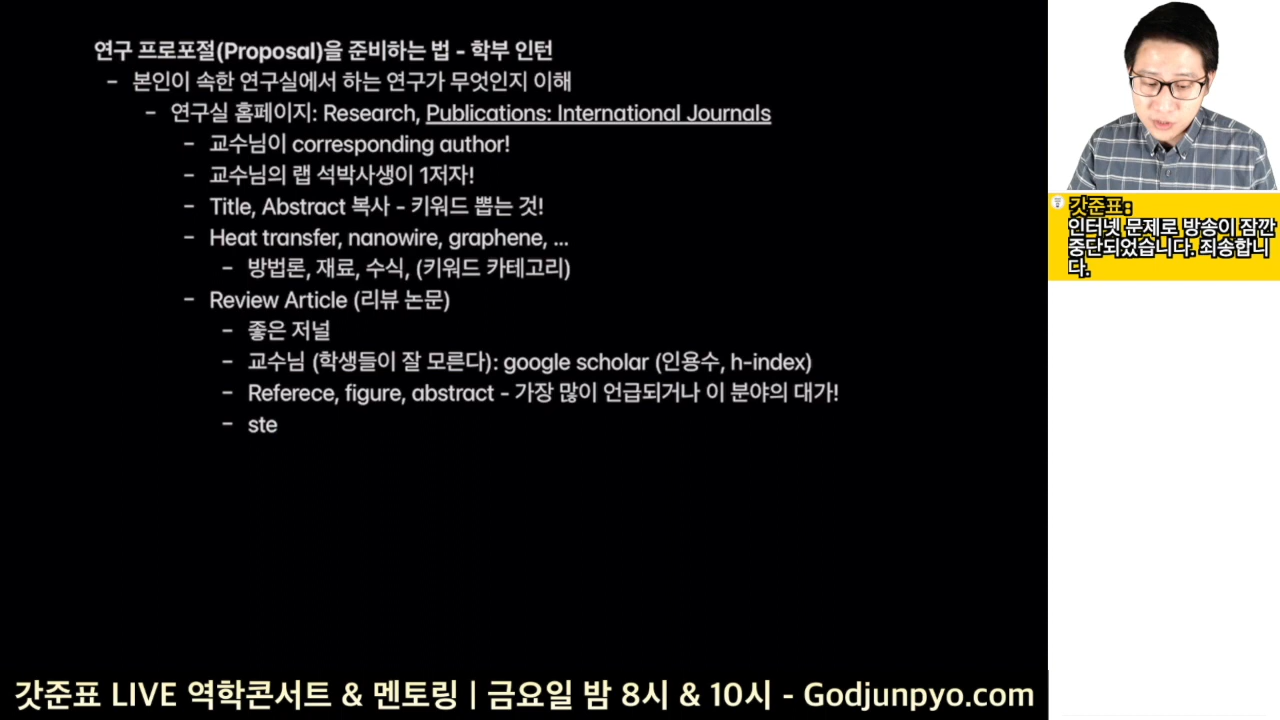 연구 프로포절(Proposal)을 준비하는 법 - 학부 인턴
- 본인이 속한 연구실에서 하는 연구가 무엇인지 이해
- 연구실 홈페이지: Research, Publications: International Journals
- 교수님이 corresponding author!
- 교수님의 랩 석박사생이 1저자!
- Title, Abstract 복사 - 키워드 뽑는 것!
- Heat transfer, nanowire, graphene, ...
- 방법론, 재료, 수식, (키워드 카테고리)
- Review Article (리뷰 논문)
- 좋은 저널
- 교수님 (학생들이 잘 모른다): google scholar (인용수, h-index)
- Referece, figure, abstract - 가장 많이 언급되거나 이 분야의 대가!
- ste
갓준표:
인터넷 문제로 방송이 잠깐
중단되었습니다. 죄송합니
다.
갓준표 LIVE 역학콘서트 & 멘토링 | 금요일 밤 8시 & 10시 - Godjunpyo.com